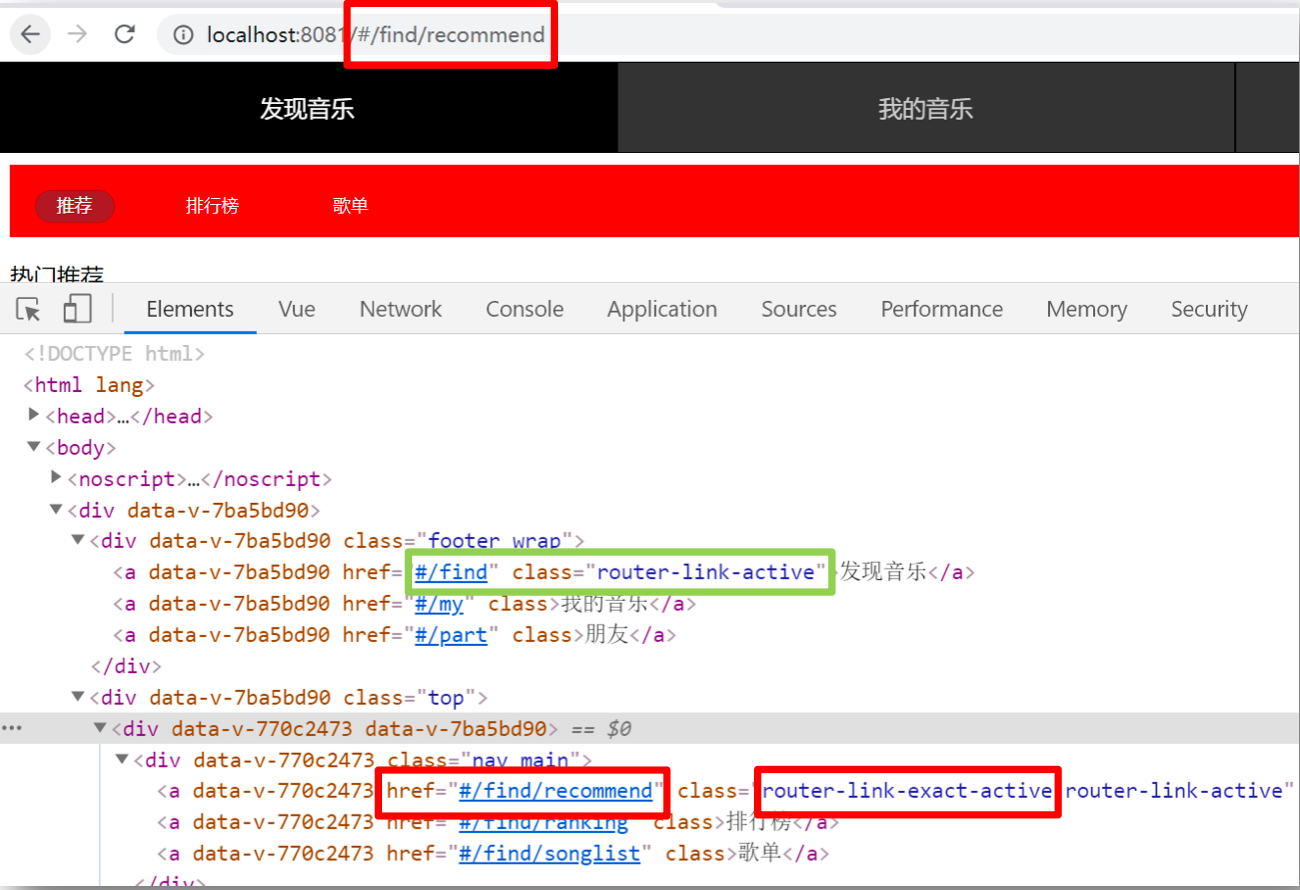 localhost:8081/#/find/recommend
发现音乐 我的音乐
推荐 排行榜 歌单
热门推荐
Elements Vue Network Console Application Sources Performance Memory Security
<!DOCTYPE html>
<html lang>
<head>…</head>
<body>
<noscript>…</noscript>
<div data-v-7ba5bd90>
<div data-v-7ba5bd90 class="footer_wrap">
<a data-v-7ba5bd90 href="#/find" class="router-link-active">发现音乐</a>
<a data-v-7ba5bd90 href="#/my" class>我的音乐</a>
<a data-v-7ba5bd90 href="#/part" class>朋友</a>
</div>
<div data-v-7ba5bd90 class="top">
<div data-v-770c2473 data-v-7ba5bd90> == $0
<div data-v-770c2473 class="nav_main">
<a data-v-770c2473 href="#/find/recommend" class="router-link-exact-active router-link-active"
<a data-v-770c2473 href="#/find/ranking" class>排行榜</a>
<a data-v-770c2473 href="#/find/songlist" class>歌单</a>
</div>